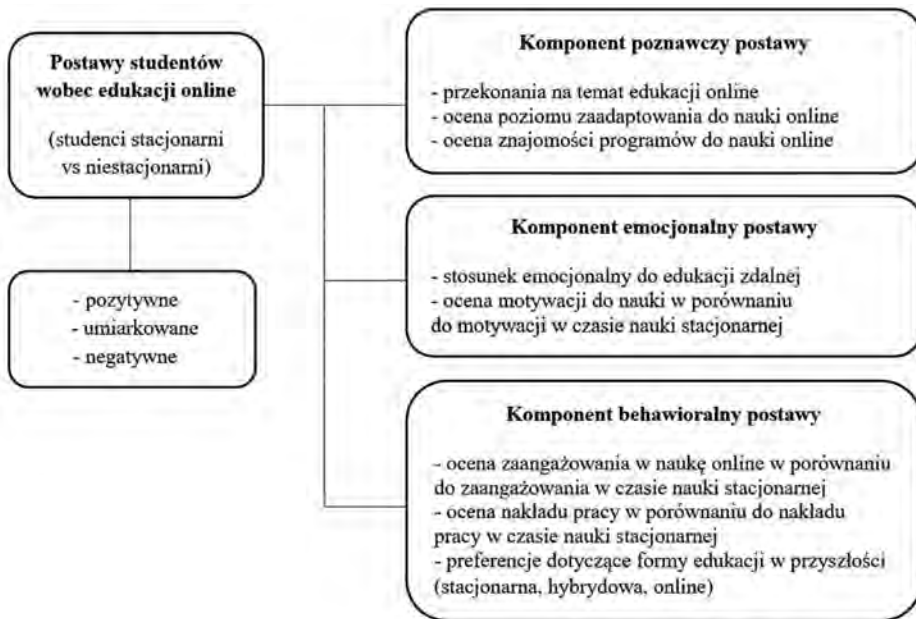 Postawy studentów
wobec edukacji online
(studenci stacjonarni
vs niestacjonarni)
- pozytywne
- umiarkowane
- negatywne
Komponent poznawczy postawy
- przekonania na temat edukacji online
- ocena poziomu zaadaptowania do nauki online
- ocena znajomości programów do nauki online
Komponent emocjonalny postawy
- stosunek emocjonalny do edukacji zdalnej
- ocena motywacji do nauki w porównaniu
do motywacji w czasie nauki stacjonarnej
Komponent behawioralny postawy
- ocena zaangażowania w naukę online w porównaniu
do zaangażowania w czasie nauki stacjonarnej
- ocena nakładu pracy w porównaniu do nakładu
pracy w czasie nauki stacjonarnej
- preferencje dotyczące formy edukacji w przyszłości
(stacjonarna, hybrydowa, online)